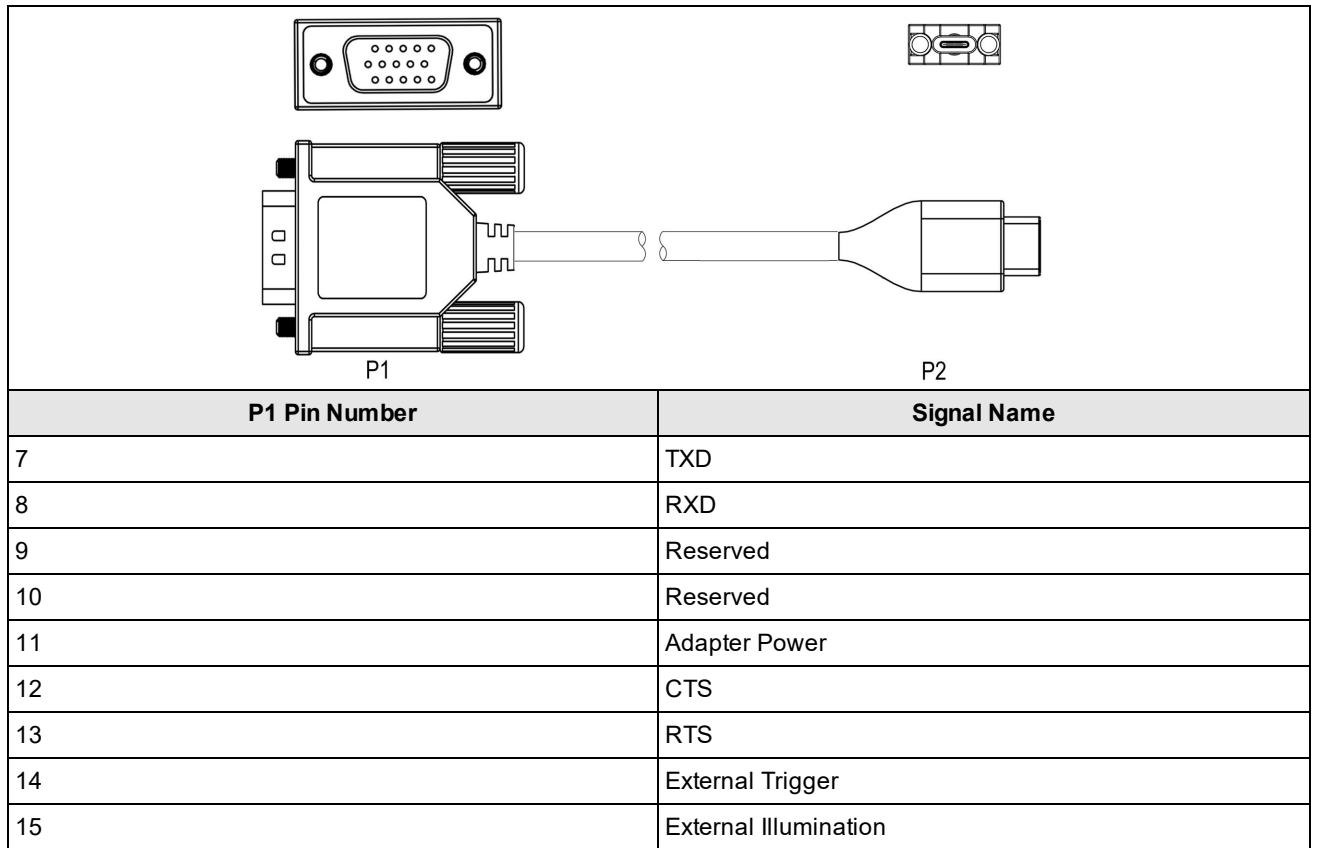 P1 P2
P1 Pin Number Signal Name
7 TXD
8 RXD
9 Reserved
10 Reserved
11 Adapter Power
12 CTS
13 RTS
14 External Trigger
15 External Illumination